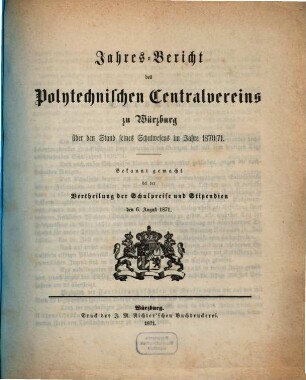 Jahres-Bericht
des
Polytechnischen Centralvereins
zu Würzburg
über den Stand seines Schulwesens im Jahre 1870/71.
Bekannt gemacht
bei der
Vertheilung der Schulpreise und Stipendien
den 6. August 1871.
Würzburg.
Druck der J. M. Richter'schen Buchdruckerei.
1871.